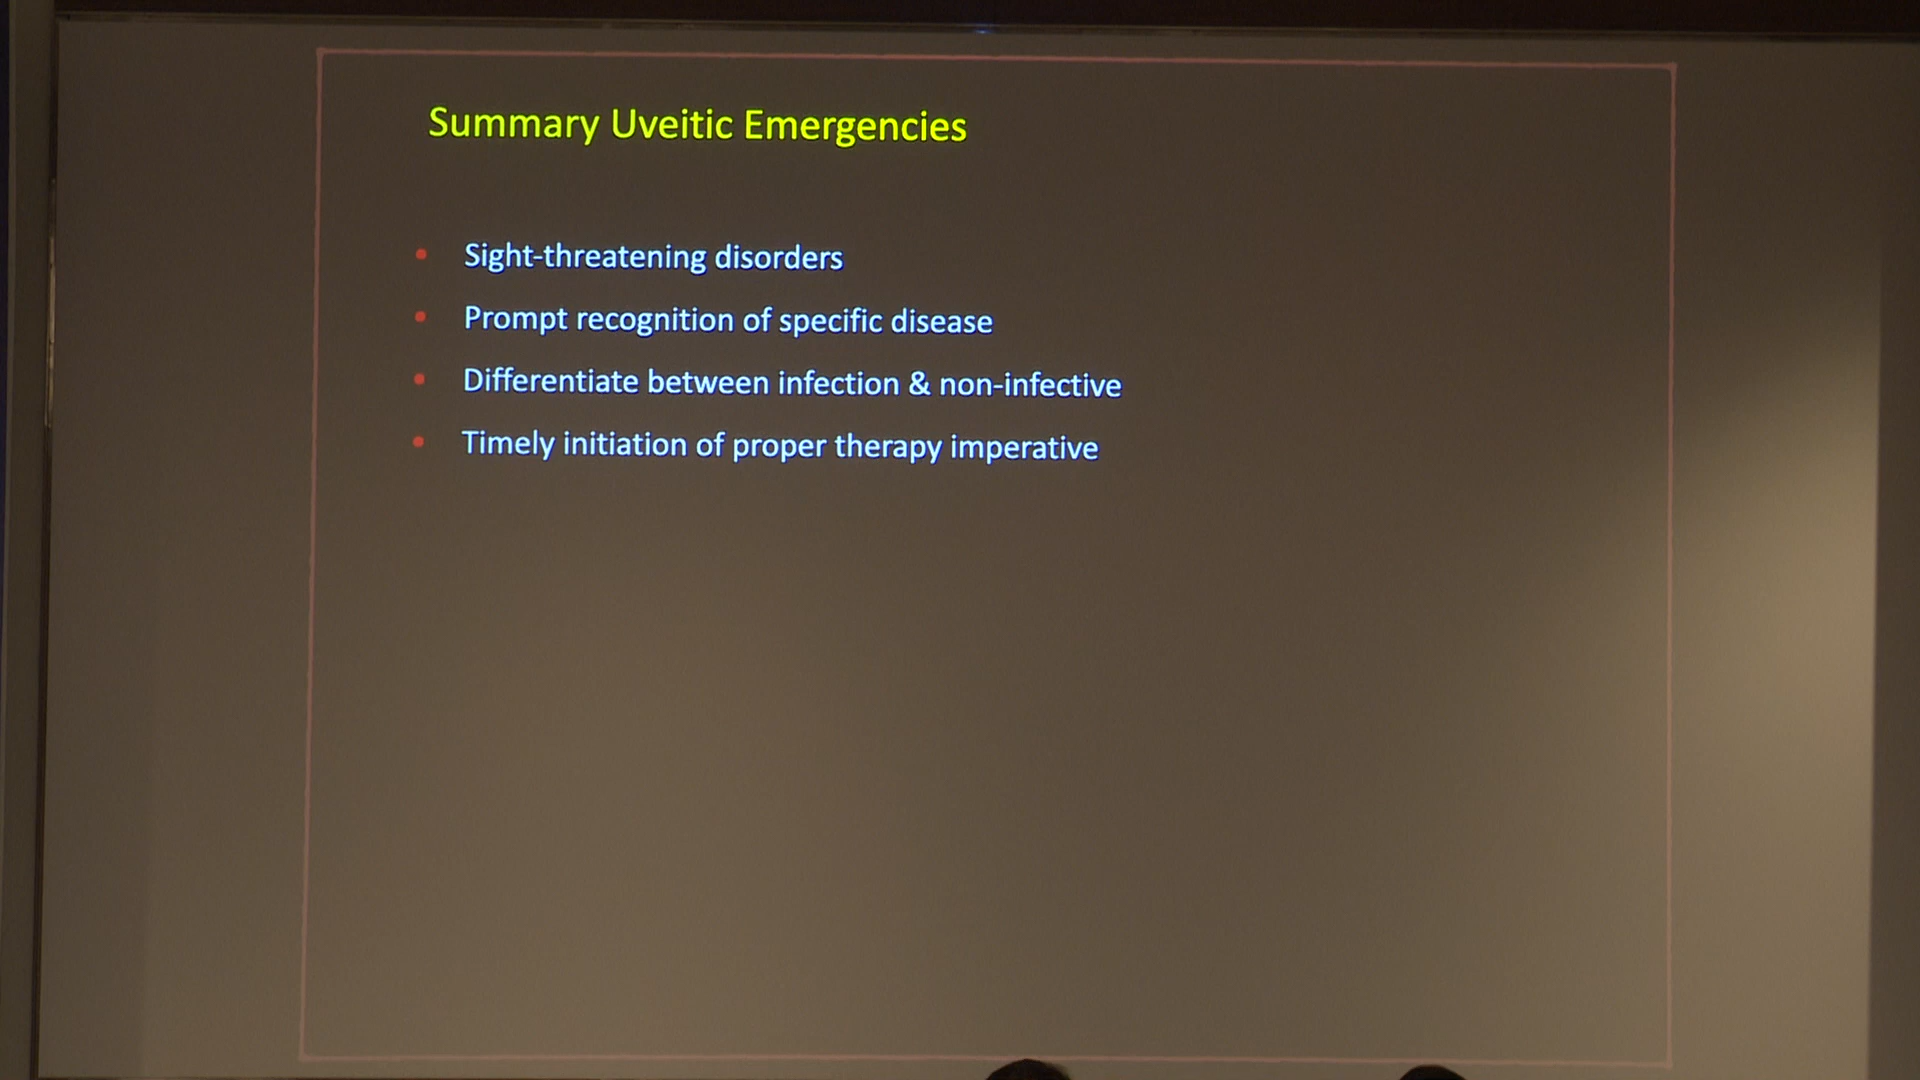 Summary Uveitic Emergencies
• Sight-threatening disorders
• Prompt recognition of specific disease
• Differentiate between infection & non-infective
• Timely initiation of proper therapy imperative